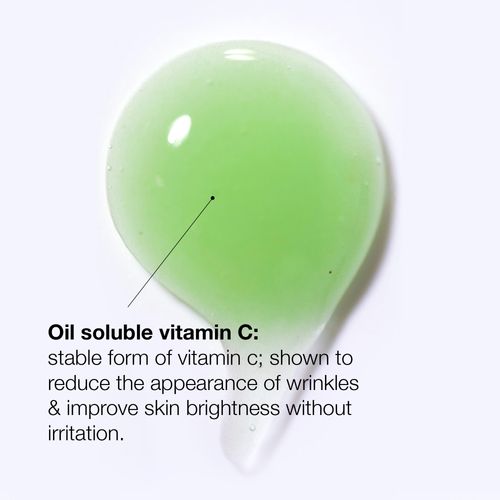 Oil soluble vitamin C:
stable form of vitamin c; shown to
reduce the appearance of wrinkles
& improve skin brightness without
irritation.